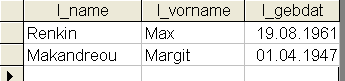 l_name l_vorname l_gebdat
Renkin Max 19.08.1961
Makandreou Margit 01.04.1947